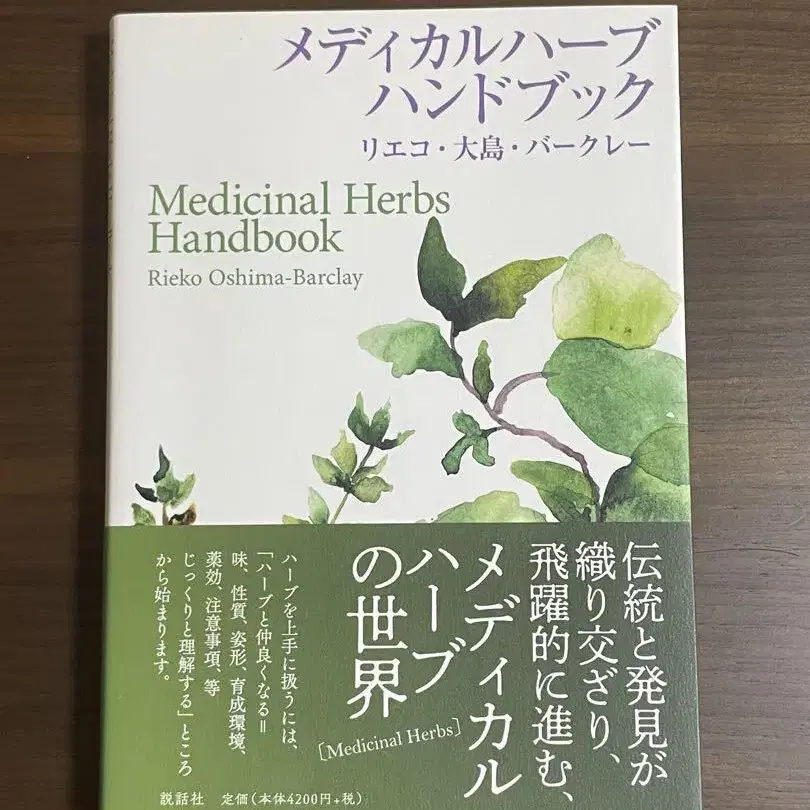 メディカルハーブ
ハンドブック
リエコ・大島・バークレー
Medicinal Herbs
Handbook
Rieko Oshima-Barclay
伝統と発見が
織り交ざり、
飛躍的に進む、
メディカル
ハーブ
の世界
[Medicinal Herbs]
ハーブを上手に扱うには、
「ハーブと仲良くなる＝
味、性質、姿形、育成環境、
薬効、注意事項、等
じっくりと理解する」ところ
から始まります。
説話社 定価(本体4200円+税)